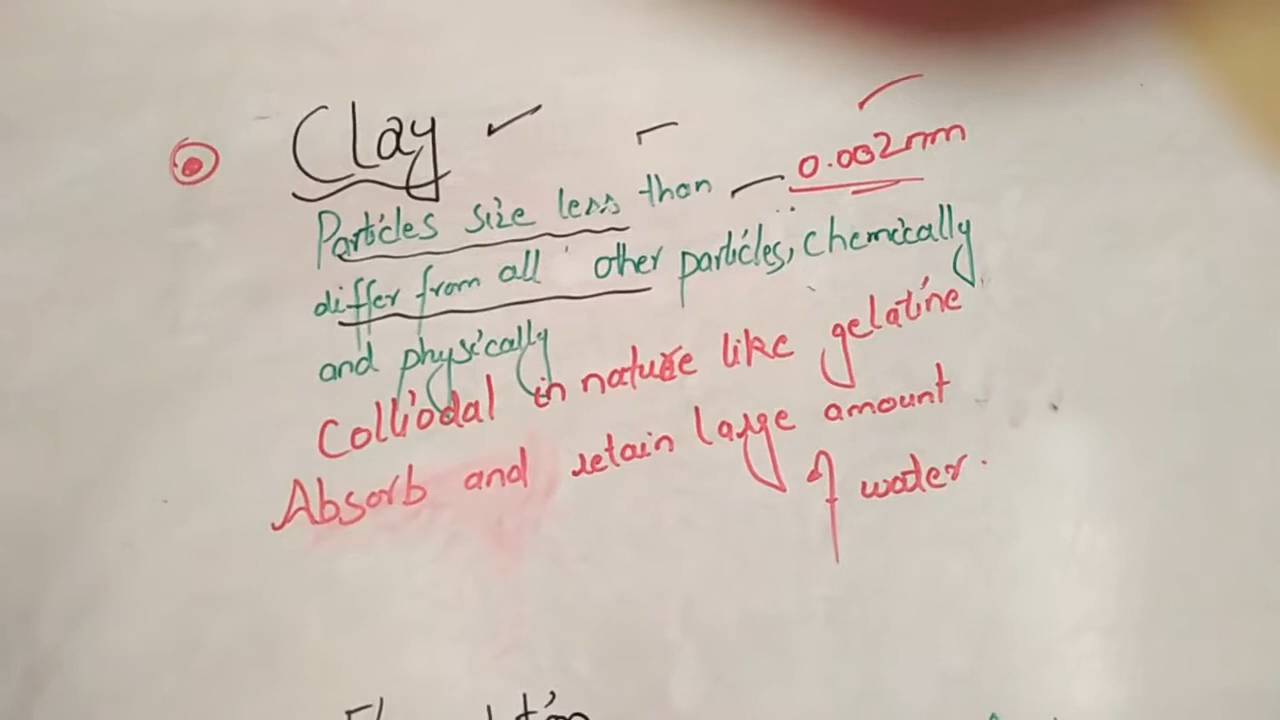 Clay
Particles size less than 0.002mm
differ from all other particles, Chemically
and physically
Colliodal in nature like gelatine
Absorb and retain large amount
of water.